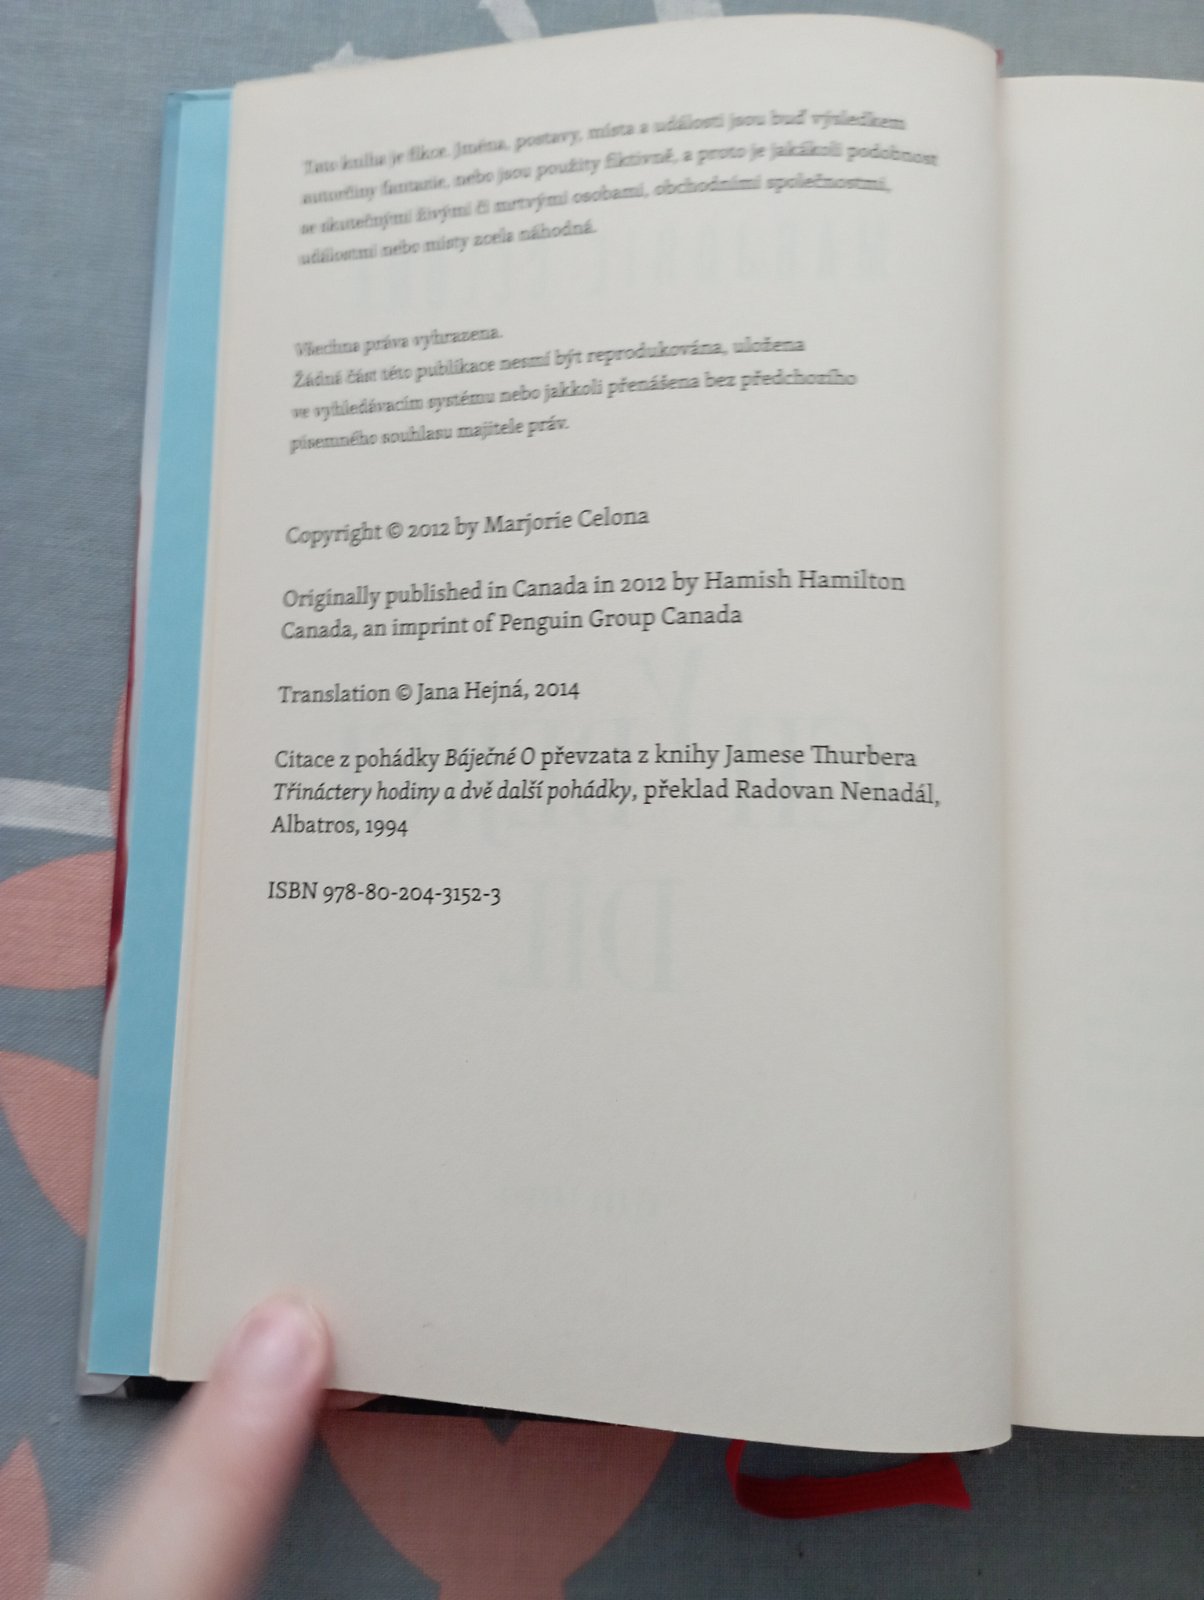 Tato kniha je fikce. Jména, postavy, místa a události jsou buď výsledkem
autorčiny fantazie, nebo jsou použity fiktivně, a proto je jakákoli podobnost
se skutečnými živými či mrtvými osobami, obchodními společnostmi,
událostmi nebo místy zcela náhodná.
Všechna práva vyhrazena.
Žádná část této publikace nesmí být reprodukována, uložena
ve vyhledávacím systému nebo jakkoli přenášena bez předchozího
písemného souhlasu majitele práv.
Copyright © 2012 by Marjorie Celona
Originally published in Canada in 2012 by Hamish Hamilton
Canada, an imprint of Penguin Group Canada
Translation © Jana Hejná, 2014
Citace z pohádky Báječné O převzata z knihy Jamese Thurbera
Třináctery hodiny a dvě další pohádky, překlad Radovan Nenadál,
Albatros, 1994
ISBN 978-80-204-3152-3